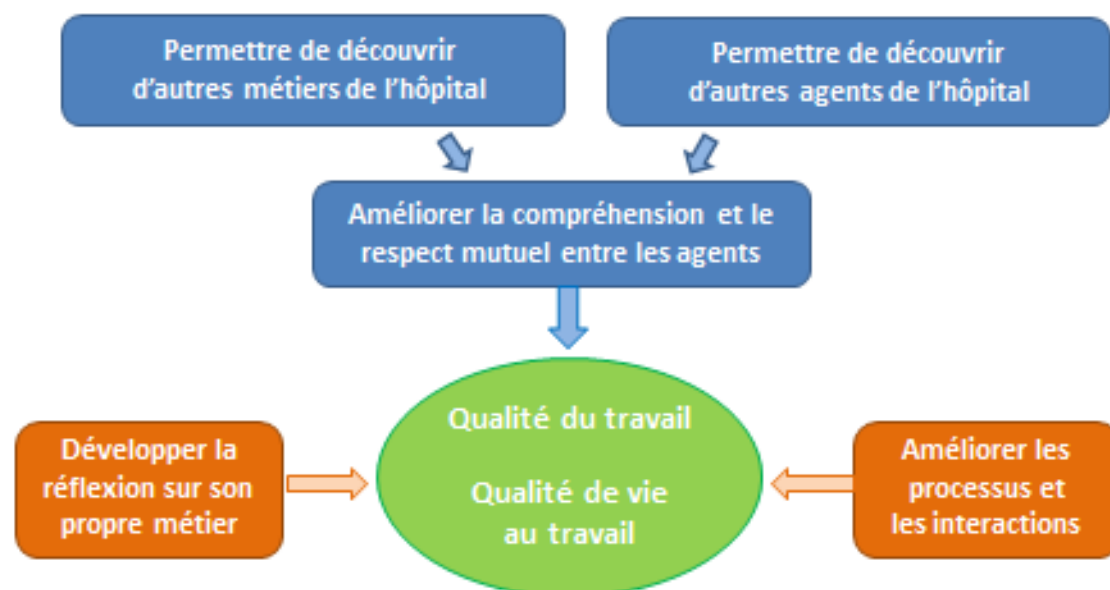 Permettre de découvrir
d'autres métiers de l'hôpital
Permettre de découvrir
d'autres agents de l'hôpital
Améliorer la compréhension et le
respect mutuel entre les agents
Qualité du travail
Qualité de vie
au travail
Développer la
réflexion sur son
propre métier
Améliorer les
processus et
les interactions